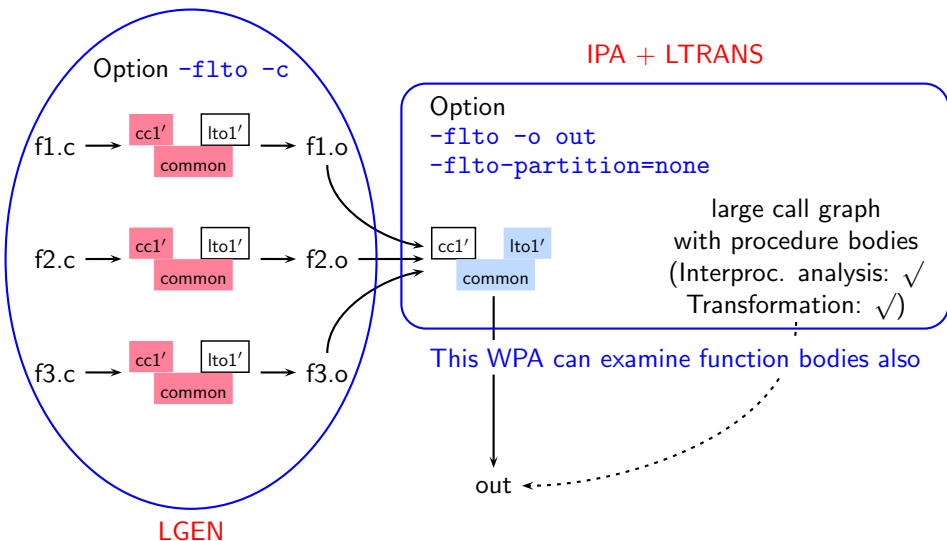 IPA + LTRANS
Option -flto -c
Option
-flto -o out
-flto-partition=none
f1.c
cc1′
lto1′
common
f1.o
f2.c
cc1′
lto1′
common
f2.o
f3.c
cc1′
lto1′
common
f3.o
cc1′
lto1′
common
large call graph
with procedure bodies
(Interproc. analysis: √
Transformation: √)
This WPA can examine function bodies also
out
LGEN